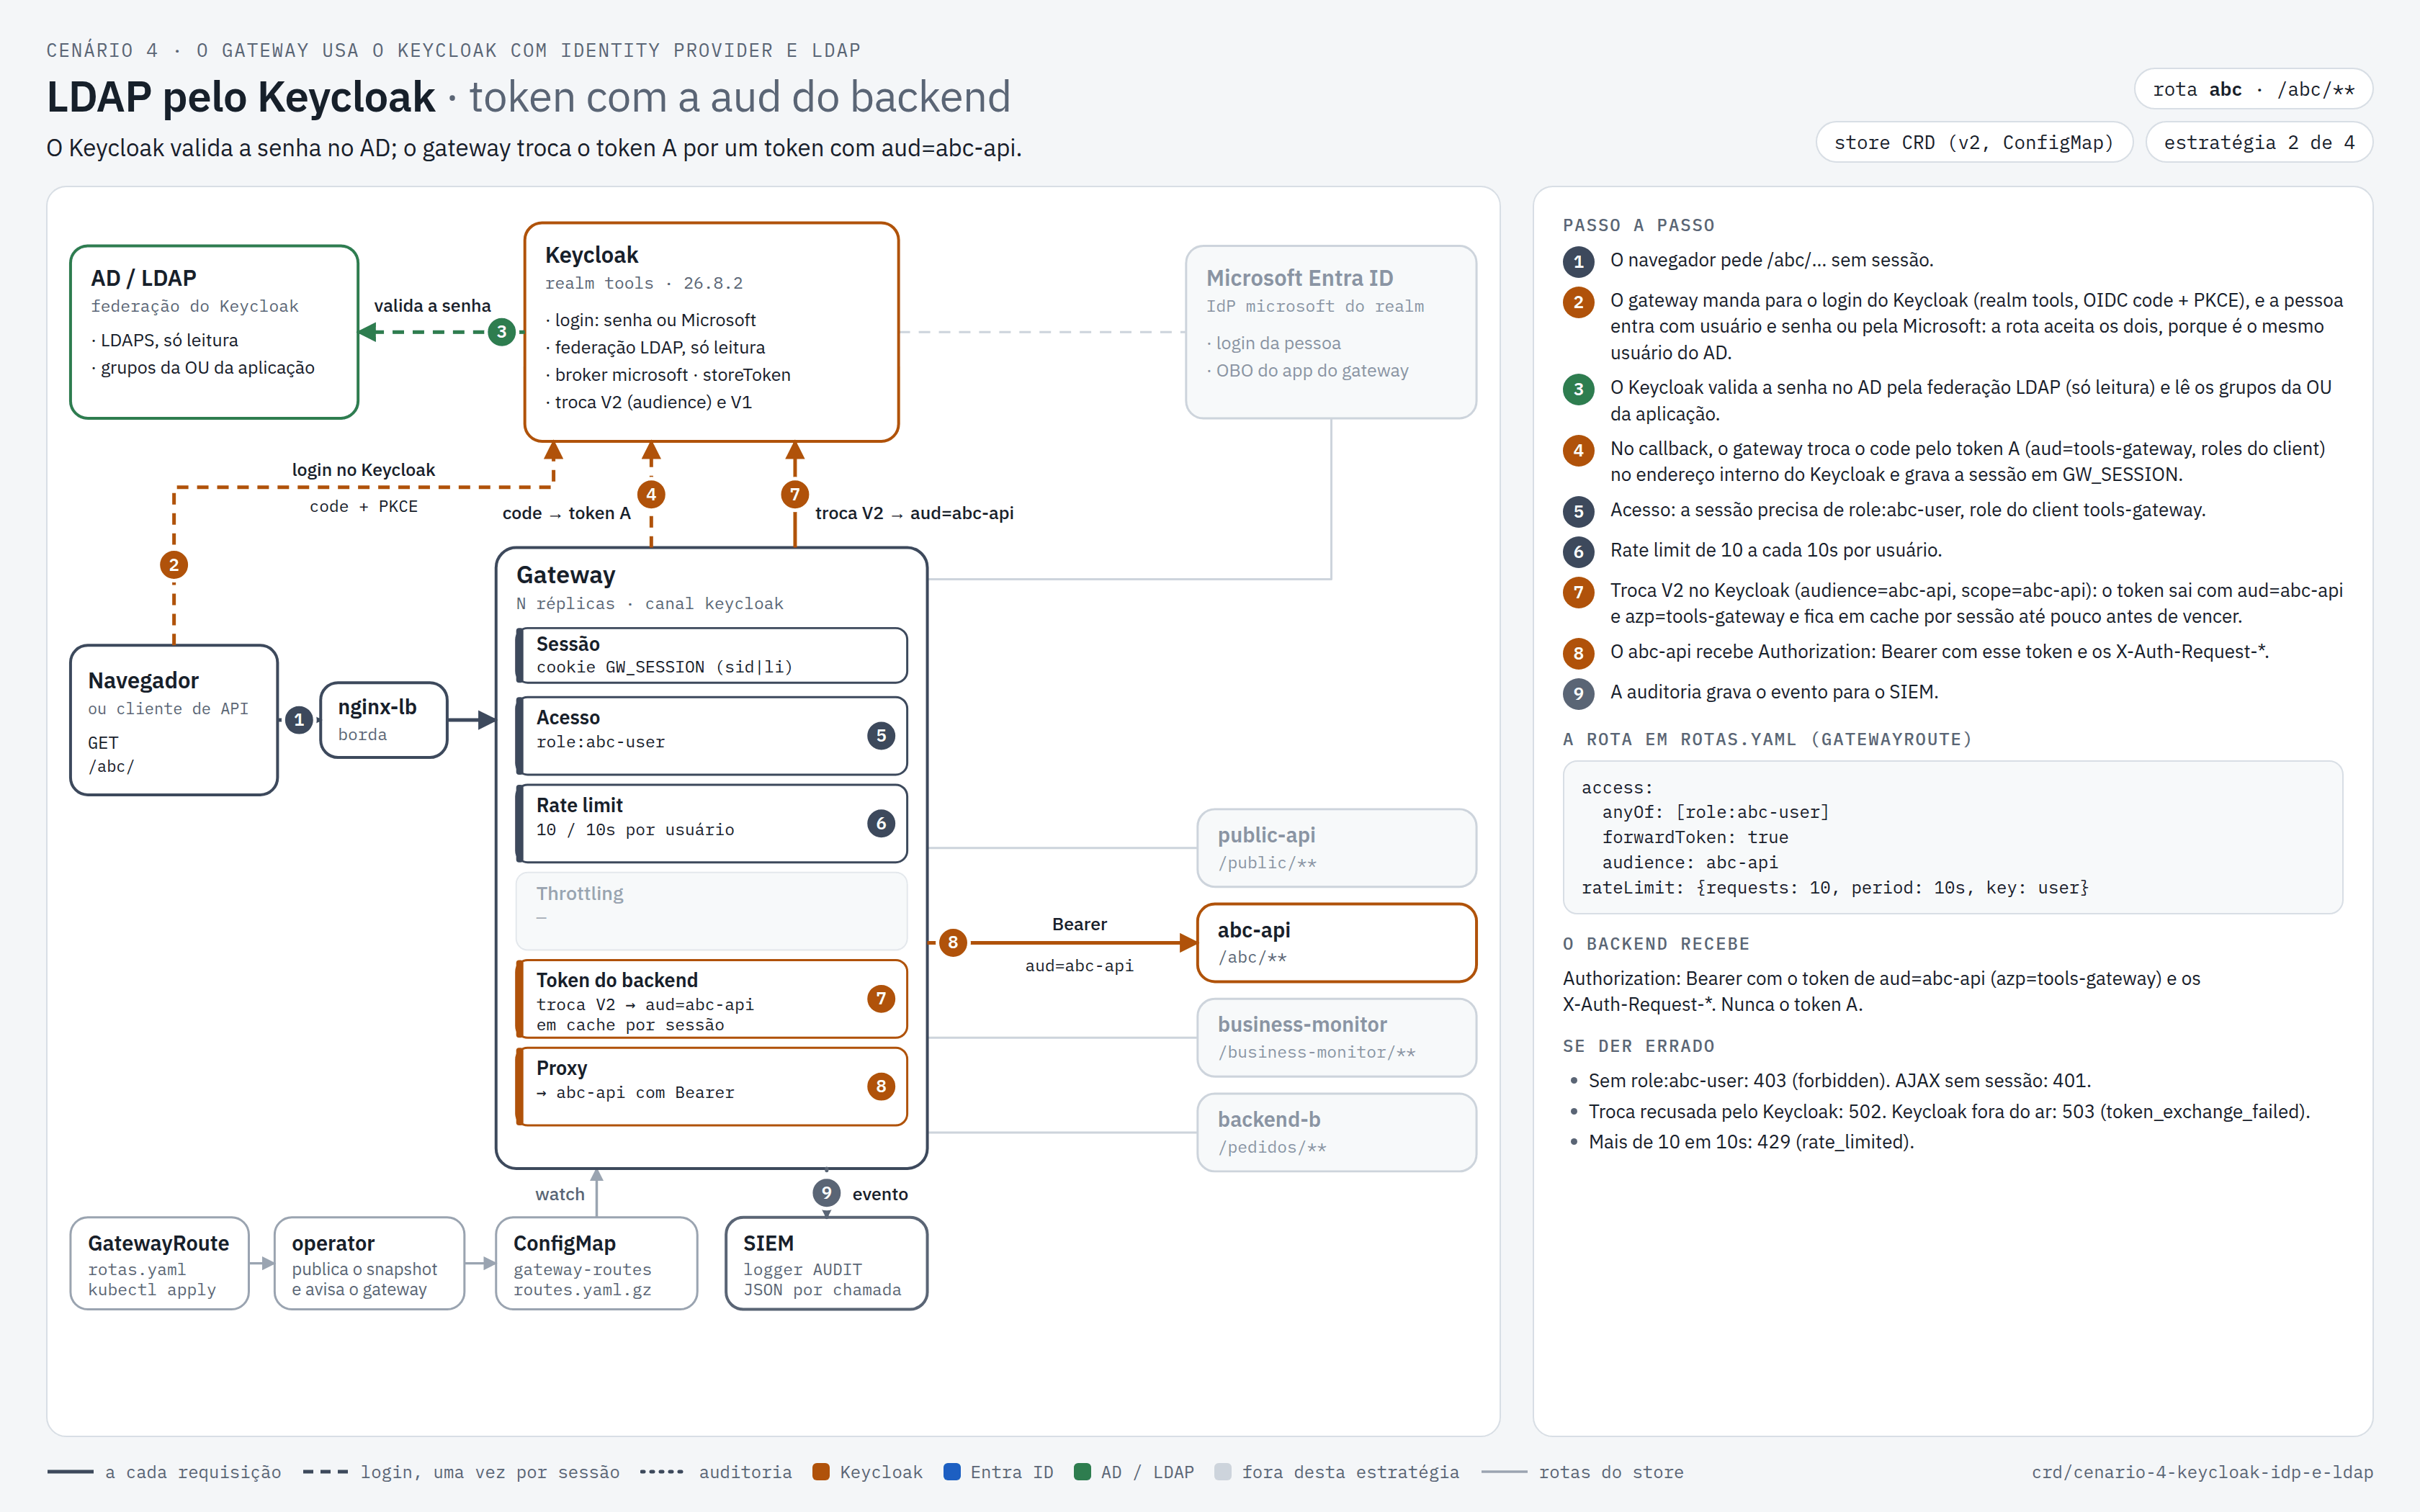 CENÁRIO 4 · O GATEWAY USA O KEYCLOAK COM IDENTITY PROVIDER E LDAP
LDAP pelo Keycloak · token com a aud do backend
O Keycloak valida a senha no AD; o gateway troca o token A por um token com aud=abc-api.
rota abc · /abc/**
store CRD (v2, ConfigMap)
estratégia 2 de 4
AD / LDAP
federação do Keycloak
· LDAPS, só leitura
· grupos da OU da aplicação
valida a senha
3
Keycloak
realm tools · 26.8.2
· login: senha ou Microsoft
· federação LDAP, só leitura
· broker microsoft · storeToken
· troca V2 (audience) e V1
Microsoft Entra ID
IdP microsoft do realm
· login da pessoa
· OBO do app do gateway
login no Keycloak
code + PKCE
2
4
code → token A
7
troca V2 → aud=abc-api
Navegador
ou cliente de API
GET
/abc/
1
nginx-lb
borda
Gateway
N réplicas · canal keycloak
Sessão
cookie GW_SESSION (sid|li)
Acesso
role:abc-user
5
Rate limit
10 / 10s por usuário
6
Throttling
—
Token do backend
troca V2 → aud=abc-api
em cache por sessão
7
Proxy
→ abc-api com Bearer
8
8
Bearer
aud=abc-api
public-api
/public/**
abc-api
/abc/**
business-monitor
/business-monitor/**
backend-b
/pedidos/**
watch
9
evento
GatewayRoute
rotas.yaml
kubectl apply
operator
publica o snapshot
e avisa o gateway
ConfigMap
gateway-routes
routes.yaml.gz
SIEM
logger AUDIT
JSON por chamada
PASSO A PASSO
1 O navegador pede /abc/... sem sessão.
2 O gateway manda para o login do Keycloak (realm tools, OIDC code + PKCE), e a pessoa
entra com usuário e senha ou pela Microsoft: a rota aceita os dois, porque é o mesmo
usuário do AD.
3 O Keycloak valida a senha no AD pela federação LDAP (só leitura) e lê os grupos da OU
da aplicação.
4 No callback, o gateway troca o code pelo token A (aud=tools-gateway, roles do client)
no endereço interno do Keycloak e grava a sessão em GW_SESSION.
5 Acesso: a sessão precisa de role:abc-user, role do client tools-gateway.
6 Rate limit de 10 a cada 10s por usuário.
7 Troca V2 no Keycloak (audience=abc-api, scope=abc-api): o token sai com aud=abc-api
e azp=tools-gateway e fica em cache por sessão até pouco antes de vencer.
8 O abc-api recebe Authorization: Bearer com esse token e os X-Auth-Request-*.
9 A auditoria grava o evento para o SIEM.
A ROTA EM ROTAS.YAML (GATEWAYROUTE)
access:
  anyOf: [role:abc-user]
  forwardToken: true
  audience: abc-api
rateLimit: {requests: 10, period: 10s, key: user}
O BACKEND RECEBE
Authorization: Bearer com o token de aud=abc-api (azp=tools-gateway) e os
X-Auth-Request-*. Nunca o token A.
SE DER ERRADO
• Sem role:abc-user: 403 (forbidden). AJAX sem sessão: 401.
• Troca recusada pelo Keycloak: 502. Keycloak fora do ar: 503 (token_exchange_failed).
• Mais de 10 em 10s: 429 (rate_limited).
a cada requisição
login, uma vez por sessão
auditoria
Keycloak
Entra ID
AD / LDAP
fora desta estratégia
rotas do store
crd/cenario-4-keycloak-idp-e-ldap